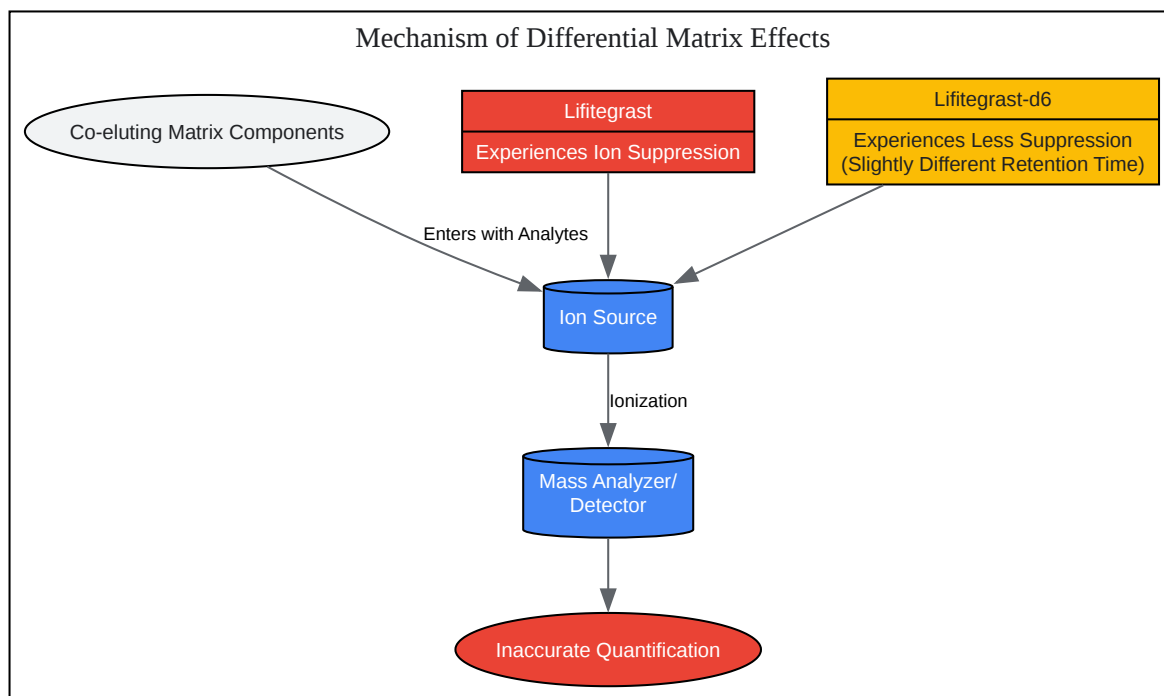 Mechanism of Differential Matrix Effects
Co-eluting Matrix Components
Lifitegrast
Experiences Ion Suppression
Lifitegrast-d6
Experiences Less Suppression
(Slightly Different Retention Time)
Enters with Analytes
Ion Source
Ionization
Mass Analyzer/
Detector
Inaccurate Quantification